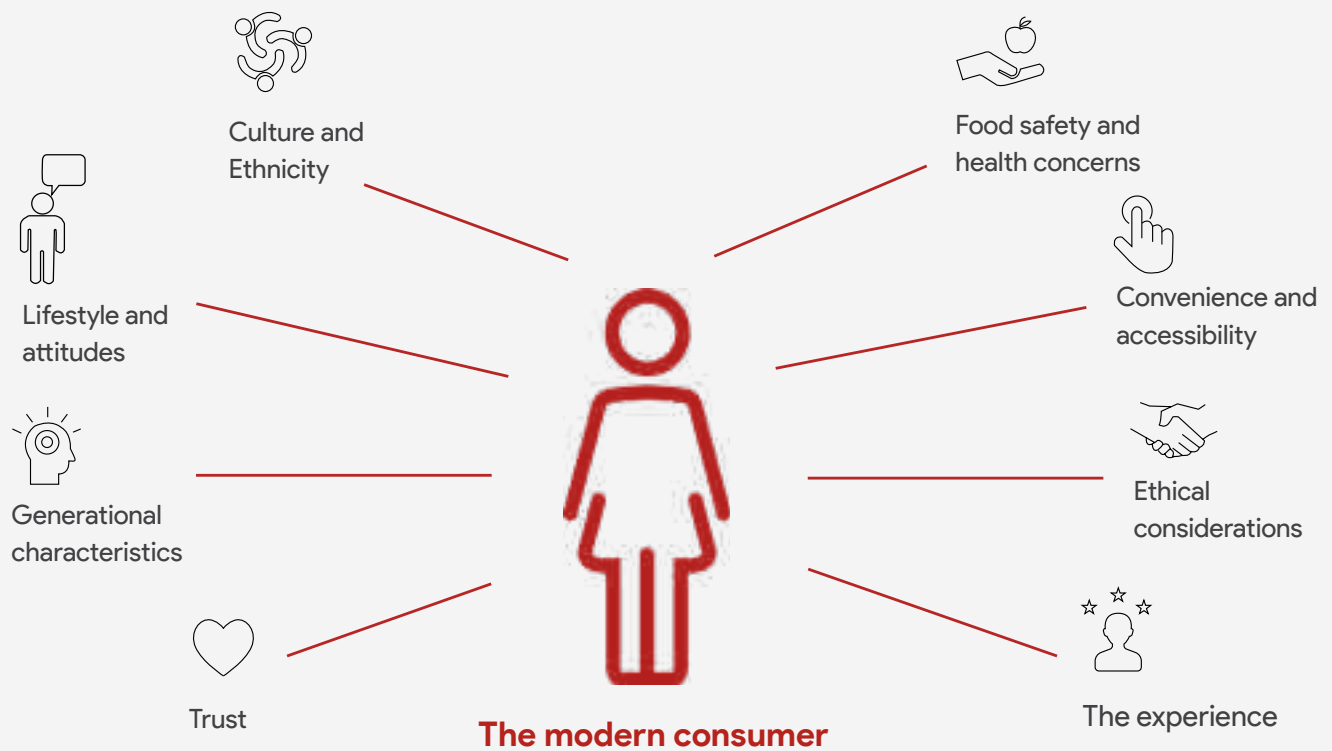 Culture and
Ethnicity
Food safety and
health concerns
Lifestyle and
attitudes
Convenience and
accessibility
Generational
characteristics
Ethical
considerations
Trust
The experience
The modern consumer